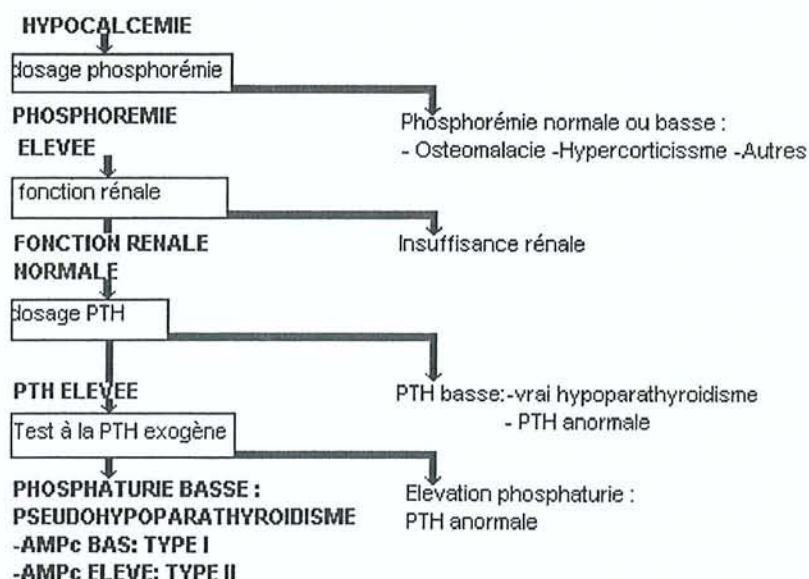 HYPOCALCEMIE
dosage phosphorémie
PHOSPHOREMIE
ELEVEE
Phosphorémie normale ou basse :
- Osteomalacie -Hypercorticissme -Autres
fonction rénale
FONCTION RENALE
NORMALE
Insuffisance rénale
dosage PTH
PTH ELEVEE
PTH basse:-vrai hypoparathyroidisme
- PTH anormale
Test à la PTH exogène
PHOSPHATURIE BASSE :
PSEUDOHYPOPARATHYROIDISME
-AMPc BAS: TYPE I
-AMPc ELEVE: TYPE II
Elevation phosphaturie :
PTH anormale